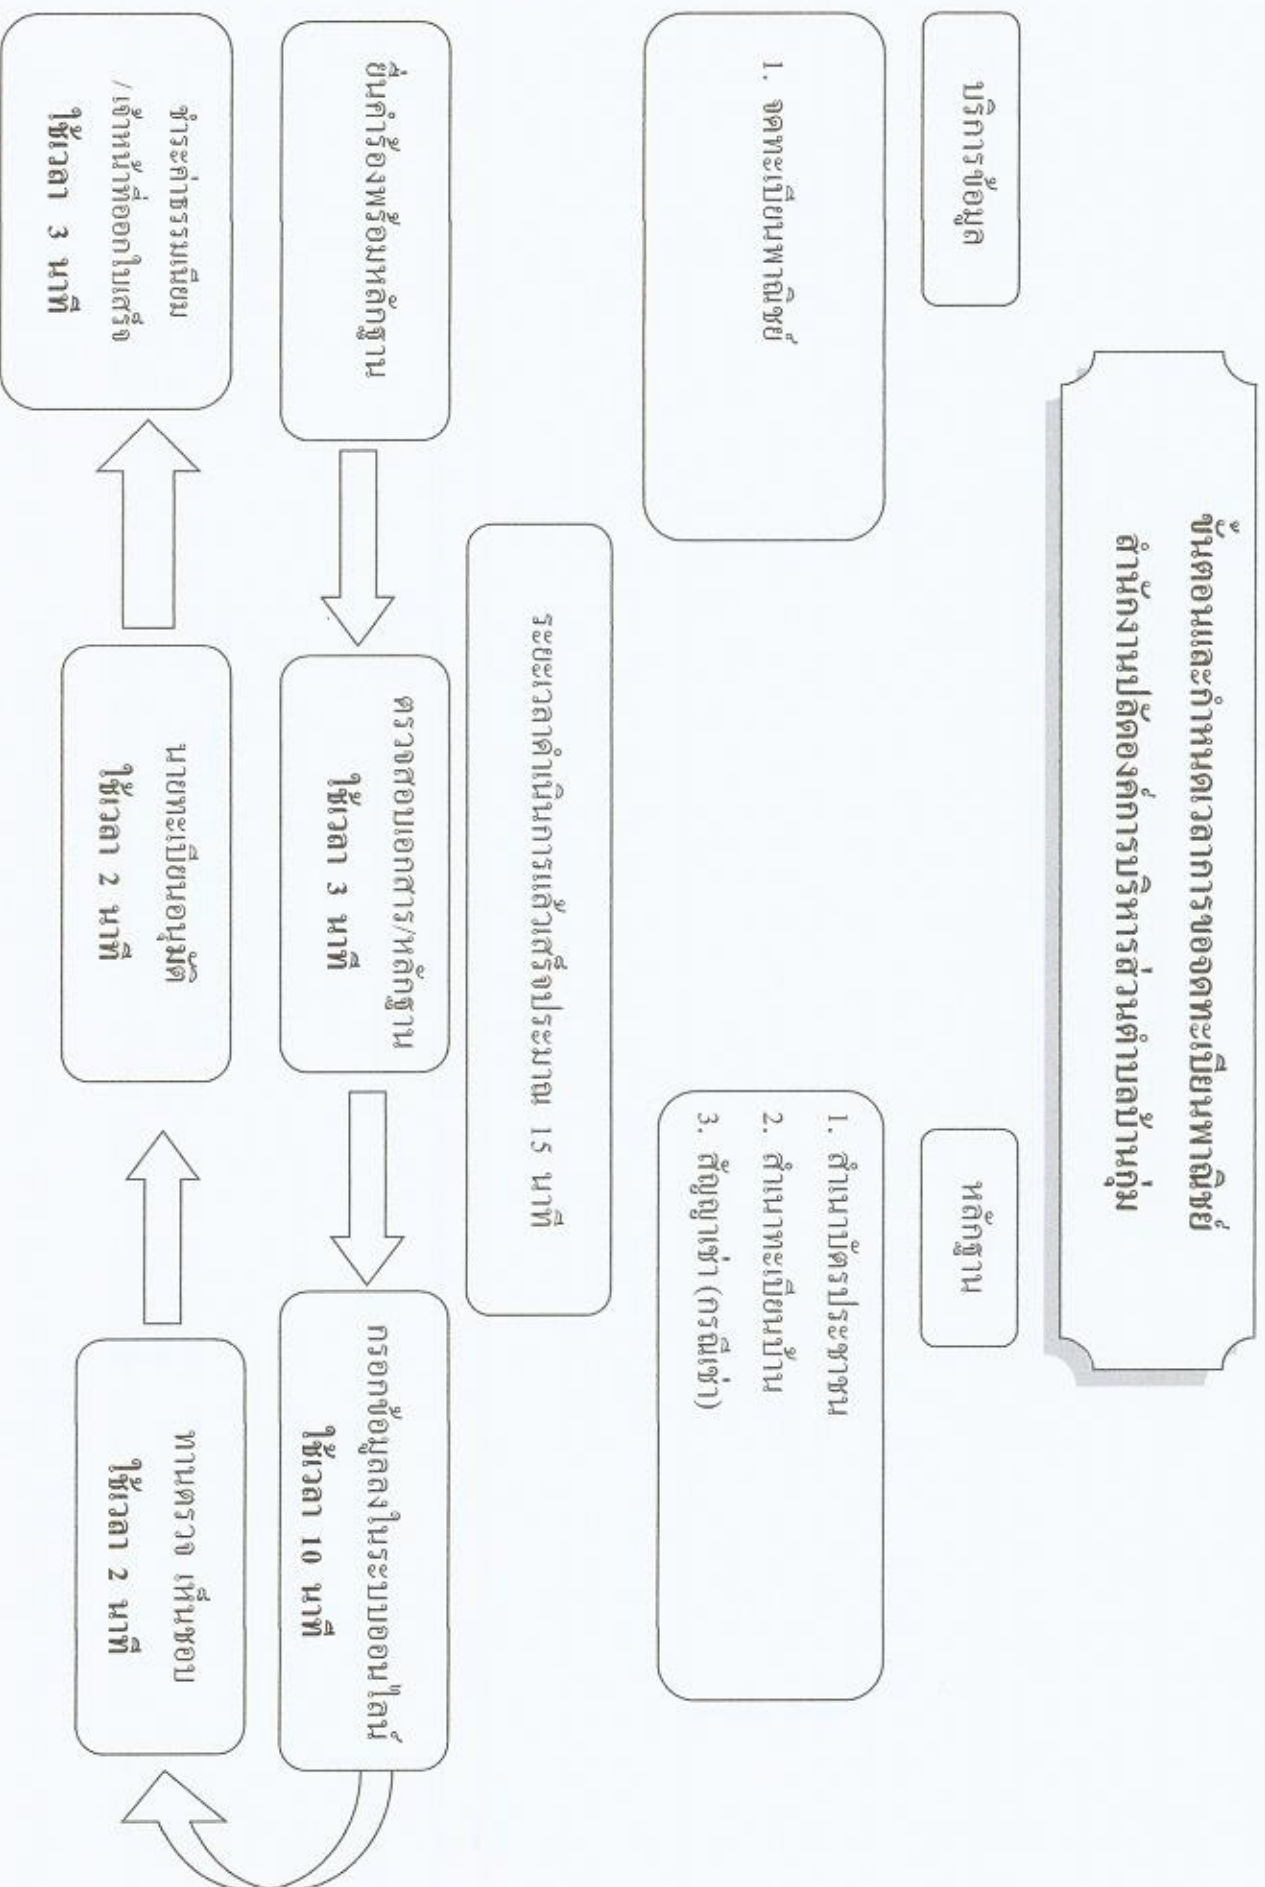 ขั้นตอนและกำหนดเวลาการขอจดทะเบียนพาณิชย์
สำนักงานปลัดองค์การบริหารส่วนตำบลบ้านกุ่ม
บริการข้อมูล
หลักฐาน
1. จดทะเบียนพาณิชย์
1. สำเนาบัตรประชาชน
2. สำเนาทะเบียนบ้าน
3. สัญญาเช่า (กรณีเช่า)
ระยะเวลาดำเนินการแล้วเสร็จประมาณ 15 นาที
ยื่นคำร้องพร้อมหลักฐาน
ตรวจสอบเอกสาร/หลักฐาน
ใช้เวลา 3 นาที
กรอกข้อมูลลงในระบบออนไลน์
ใช้เวลา 10 นาที
ทานตรวจ เห็นชอบ
ใช้เวลา 2 นาที
นายทะเบียนอนุมัติ
ใช้เวลา 2 นาที
ชำระค่าธรรมเนียม
/เจ้าหน้าที่ออกใบเสร็จ
ใช้เวลา 3 นาที